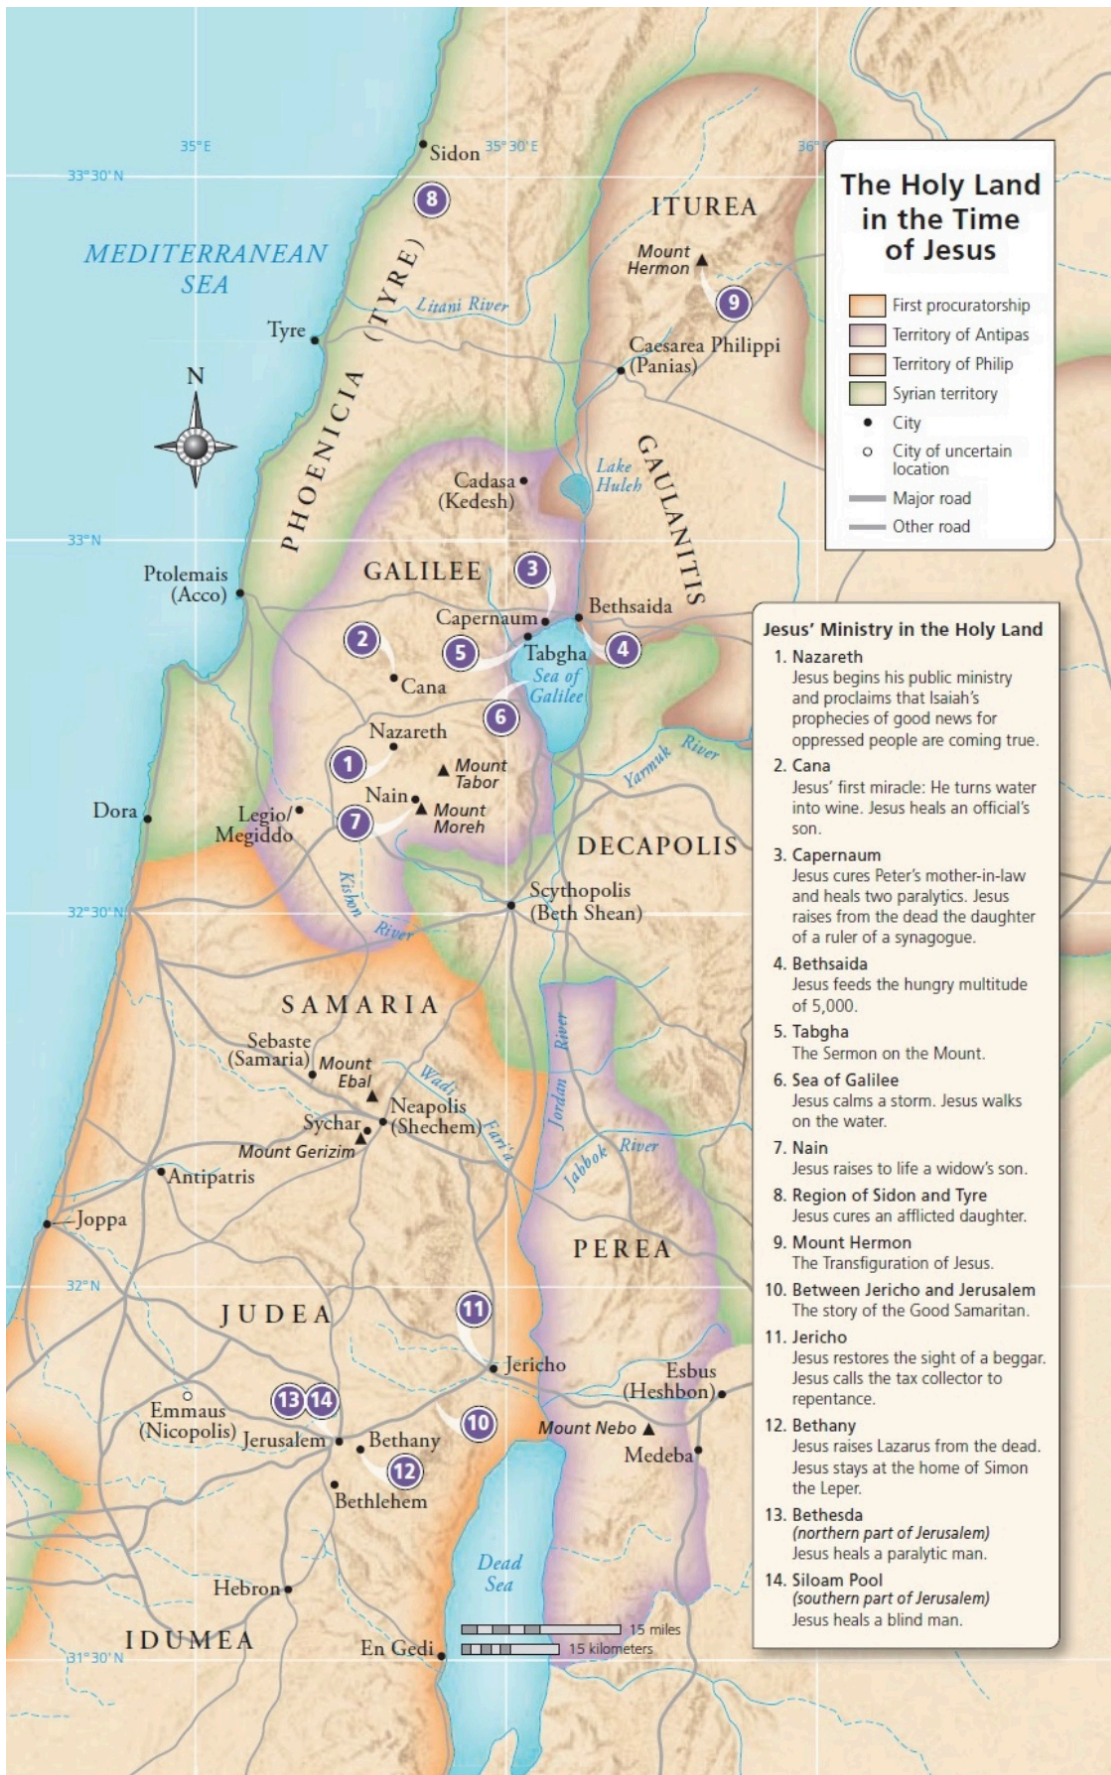 35°E
35°30'E
36°
33°30'N
Sidon
8
ITUREA
MEDITERRANEAN
SEA
Mount
Hermon
9
PHOENICIA (TYRE)
Litani River
Tyre
Caesarea Philippi
(Panias)
N
GAULANITIS
Lake
Huleh
Cadasa
(Kedesh)
33°N
Ptolemais
(Acco)
GALILEE
3
Bethsaida
Capernaum
2
5
4
Tabgha
Sea of
Galilee
Cana
6
Nazareth
Yarmuk River
1
Mount
Tabor
Nain
Mount
Moreh
Dora
Legio/
Megiddo
7
DECAPOLIS
Kishon River
Scythopolis
(Beth Shean)
32°30'N
SAMARIA
Sebaste
(Samaria)
Mount
Ebal
Wadi Fari'a
Jordan River
Neapolis
(Shechem)
Sychar
Mount Gerizim
Jabbok River
Antipatris
Joppa
PEREA
32°N
JUDEA
11
Jericho
Esbus
(Heshbon)
13
14
10
Emmaus
(Nicopolis)
Jerusalem
Bethany
Mount Nebo
Medeba
12
Bethlehem
Dead
Sea
Hebron
IDUMEA
15 miles
15 kilometers
En Gedi
31°30'N
The Holy Land
in the Time
of Jesus
First procuratorship
Territory of Antipas
Territory of Philip
Syrian territory
City
City of uncertain
location
Major road
Other road
Jesus' Ministry in the Holy Land
1. Nazareth
Jesus begins his public ministry
and proclaims that Isaiah's
prophecies of good news for
oppressed people are coming true.
2. Cana
Jesus' first miracle: He turns water
into wine. Jesus heals an official's
son.
3. Capernaum
Jesus cures Peter's mother-in-law
and heals two paralytics. Jesus
raises from the dead the daughter
of a ruler of a synagogue.
4. Bethsaida
Jesus feeds the hungry multitude
of 5,000.
5. Tabgha
The Sermon on the Mount.
6. Sea of Galilee
Jesus calms a storm. Jesus walks
on the water.
7. Nain
Jesus raises to life a widow's son.
8. Region of Sidon and Tyre
Jesus cures an afflicted daughter.
9. Mount Hermon
The Transfiguration of Jesus.
10. Between Jericho and Jerusalem
The story of the Good Samaritan.
11. Jericho
Jesus restores the sight of a beggar.
Jesus calls the tax collector to
repentance.
12. Bethany
Jesus raises Lazarus from the dead.
Jesus stays at the home of Simon
the Leper.
13. Bethesda
(northern part of Jerusalem)
Jesus heals a paralytic man.
14. Siloam Pool
(southern part of Jerusalem)
Jesus heals a blind man.